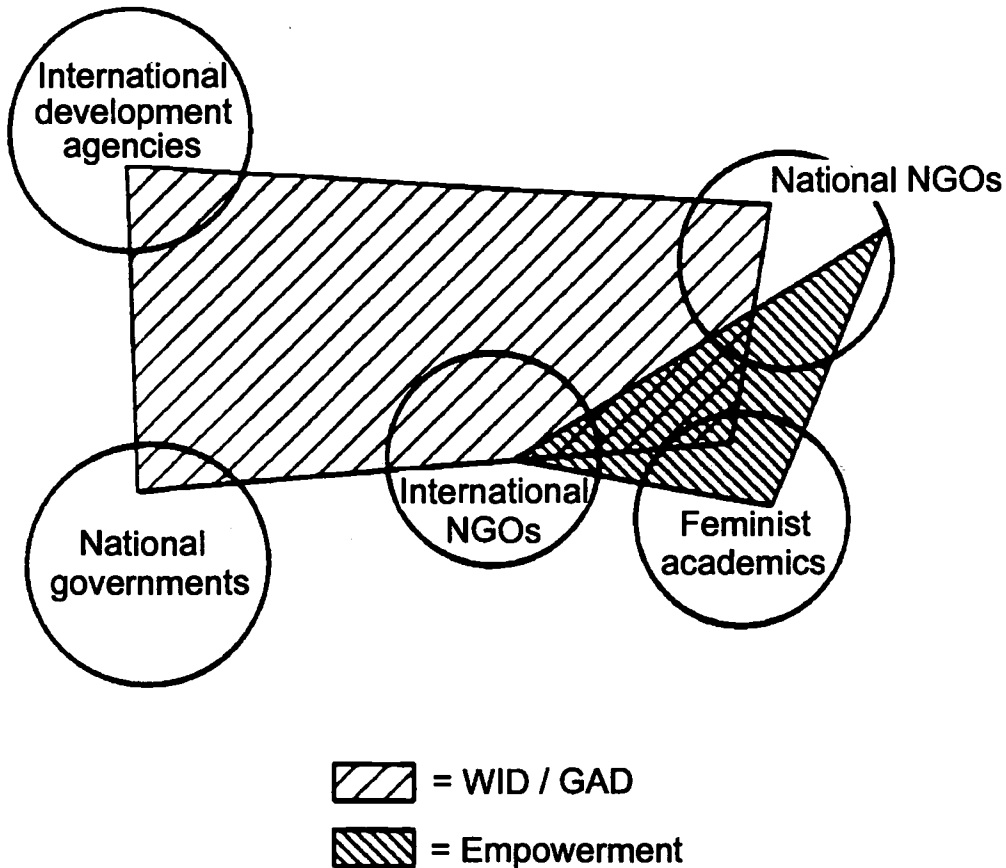 International
development
agencies
National NGOs
International
NGOs
Feminist
academics
National
governments
= WID / GAD
= Empowerment